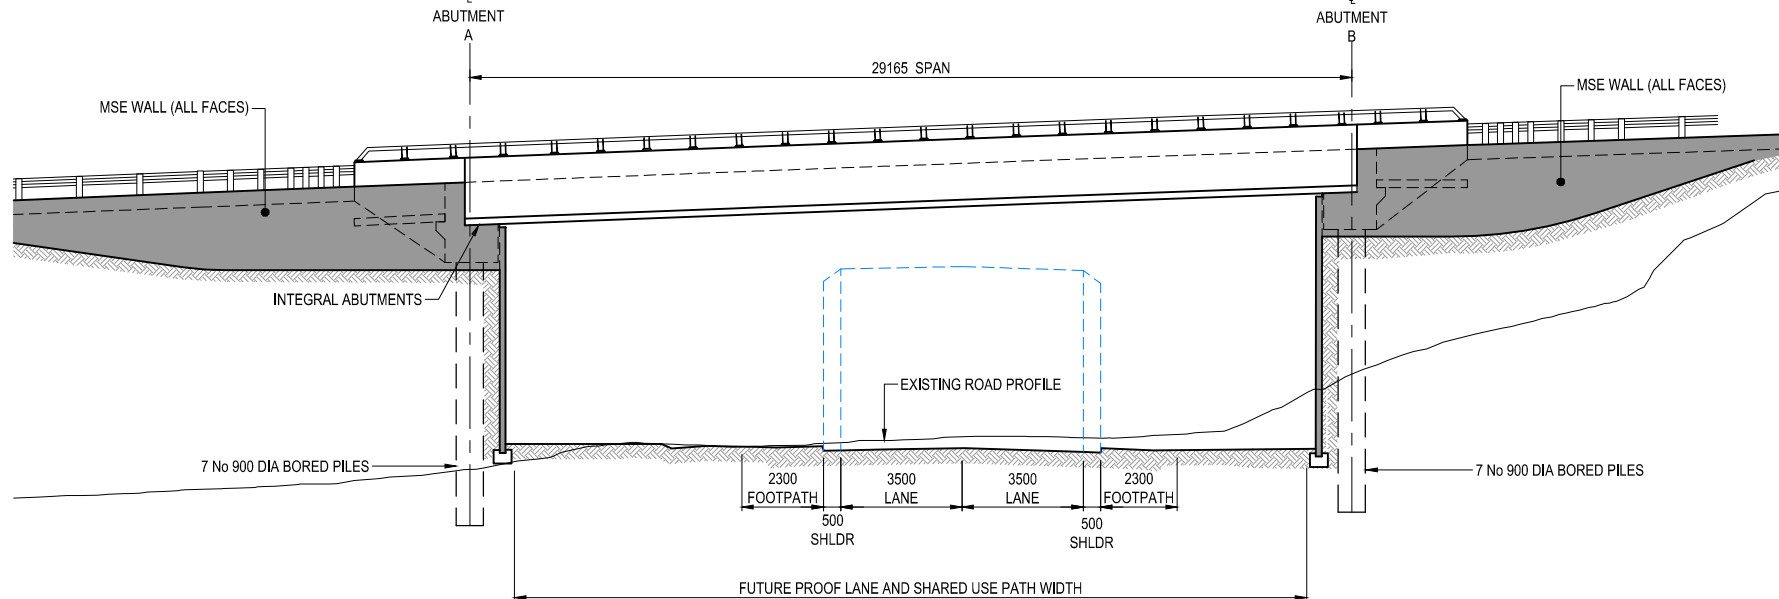 ABUTMENT
A
ABUTMENT
B
29165 SPAN
MSE WALL (ALL FACES)
MSE WALL (ALL FACES)
INTEGRAL ABUTMENTS
EXISTING ROAD PROFILE
7 No 900 DIA BORED PILES
7 No 900 DIA BORED PILES
2300
FOOTPATH
3500
LANE
3500
LANE
2300
FOOTPATH
500
SHLDR
500
SHLDR
FUTURE PROOF LANE AND SHARED USE PATH WIDTH